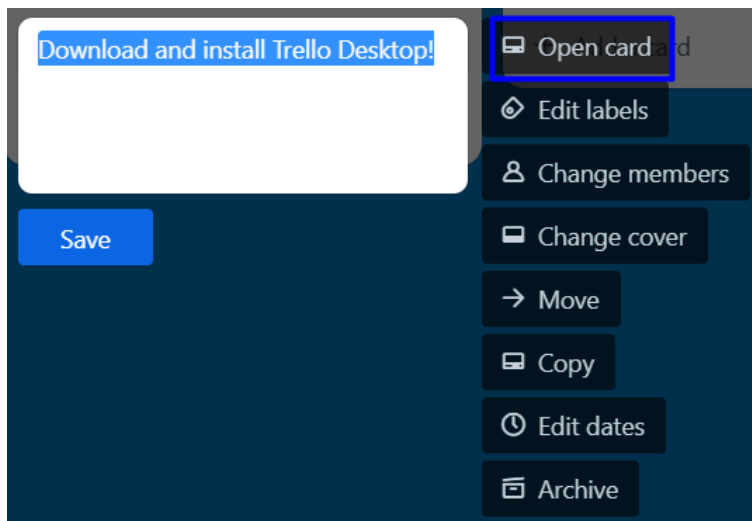 Download and install Trello Desktop!
Save
Open card
Edit labels
Change members
Change cover
Move
Copy
Edit dates
Archive